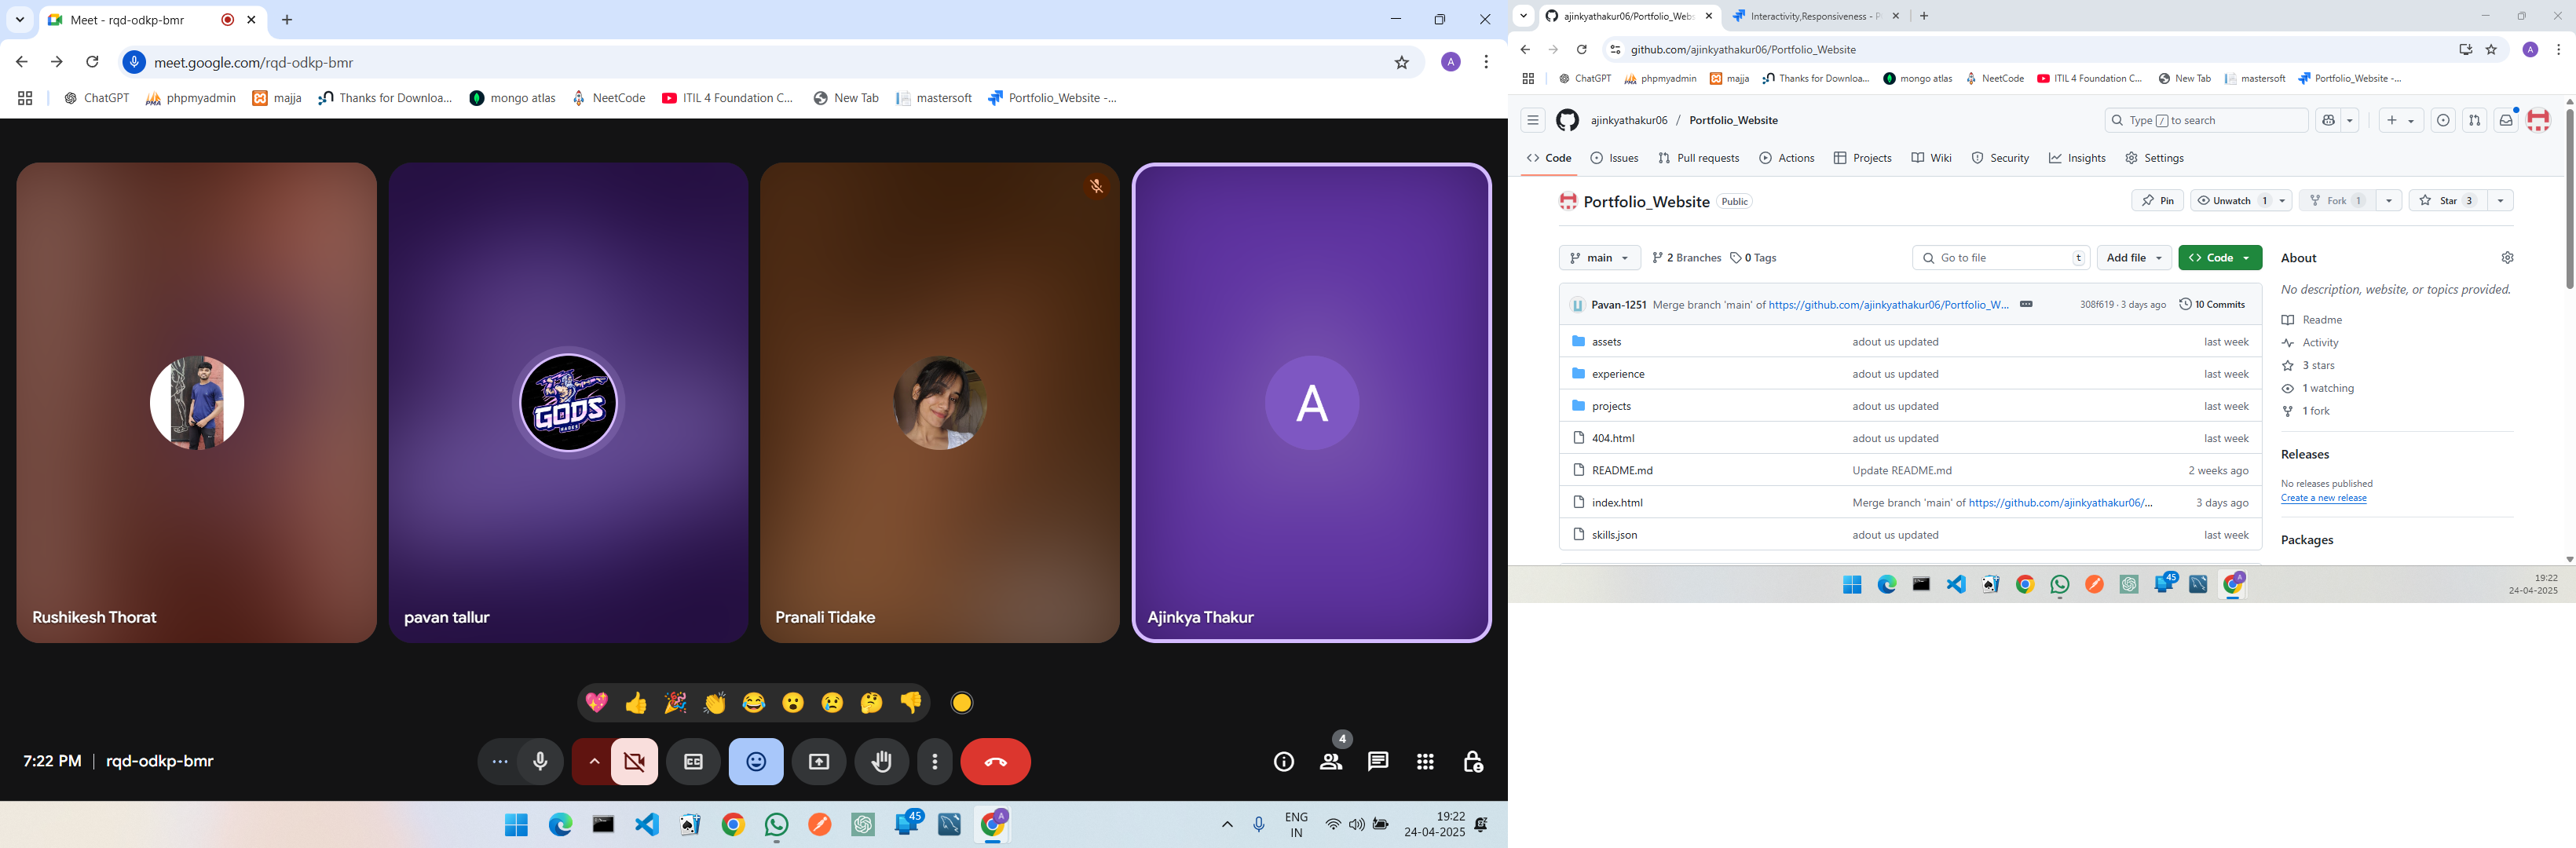 Meet - rqd-odkp-bmr
meet.google.com/rqd-odkp-bmr
A
ChatGPT
phpmyadmin
majja
Thanks for Downloa...
mongo atlas
NeetCode
ITIL 4 Foundation C...
New Tab
mastersoft
Portfolio_Website -...
GODS
A
Rushikesh Thorat
pavan tallur
Pranali Tidake
Ajinkya Thakur
7:22 PM | rqd-odkp-bmr
4
45
A
ENG
IN
19:22
24-04-2025
ajinkyathakur06/Portfolio_Webs
Interactivity,Responsiveness - P
github.com/ajinkyathakur06/Portfolio_Website
A
ChatGPT
phpmyadmin
majja
Thanks for Downloa...
mongo atlas
NeetCode
ITIL 4 Foundation C...
New Tab
mastersoft
Portfolio_Website -...
ajinkyathakur06 / Portfolio_Website
Type / to search
Code
Issues
Pull requests
Actions
Projects
Wiki
Security
Insights
Settings
Portfolio_Website Public
Pin
Unwatch 1
Fork 1
Star 3
main
2 Branches
0 Tags
Go to file t
Add file
Code
Pavan-1251 Merge branch 'main' of https://github.com/ajinkyathakur06/Portfolio_W... 308f619 · 3 days ago 10 Commits
assets adout us updated last week
experience adout us updated last week
projects adout us updated last week
404.html adout us updated last week
README.md Update README.md 2 weeks ago
index.html Merge branch 'main' of https://github.com/ajinkyathakur06/... 3 days ago
skills.json adout us updated last week
About
No description, website, or topics provided.
Readme
Activity
3 stars
1 watching
1 fork
Releases
No releases published
Create a new release
Packages
45
A
19:22
24-04-2025